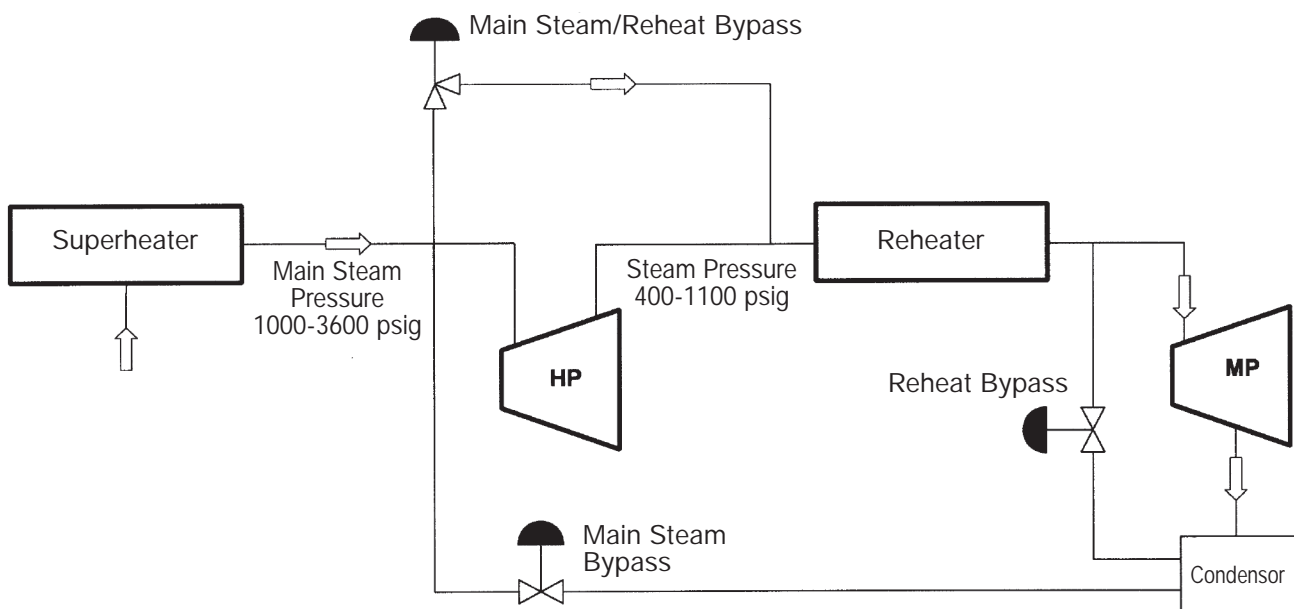 Main Steam/Reheat Bypass
Superheater
Main Steam
Pressure
1000-3600 psig
Steam Pressure
400-1100 psig
Reheater
HP
MP
Reheat Bypass
Main Steam
Bypass
Condensor